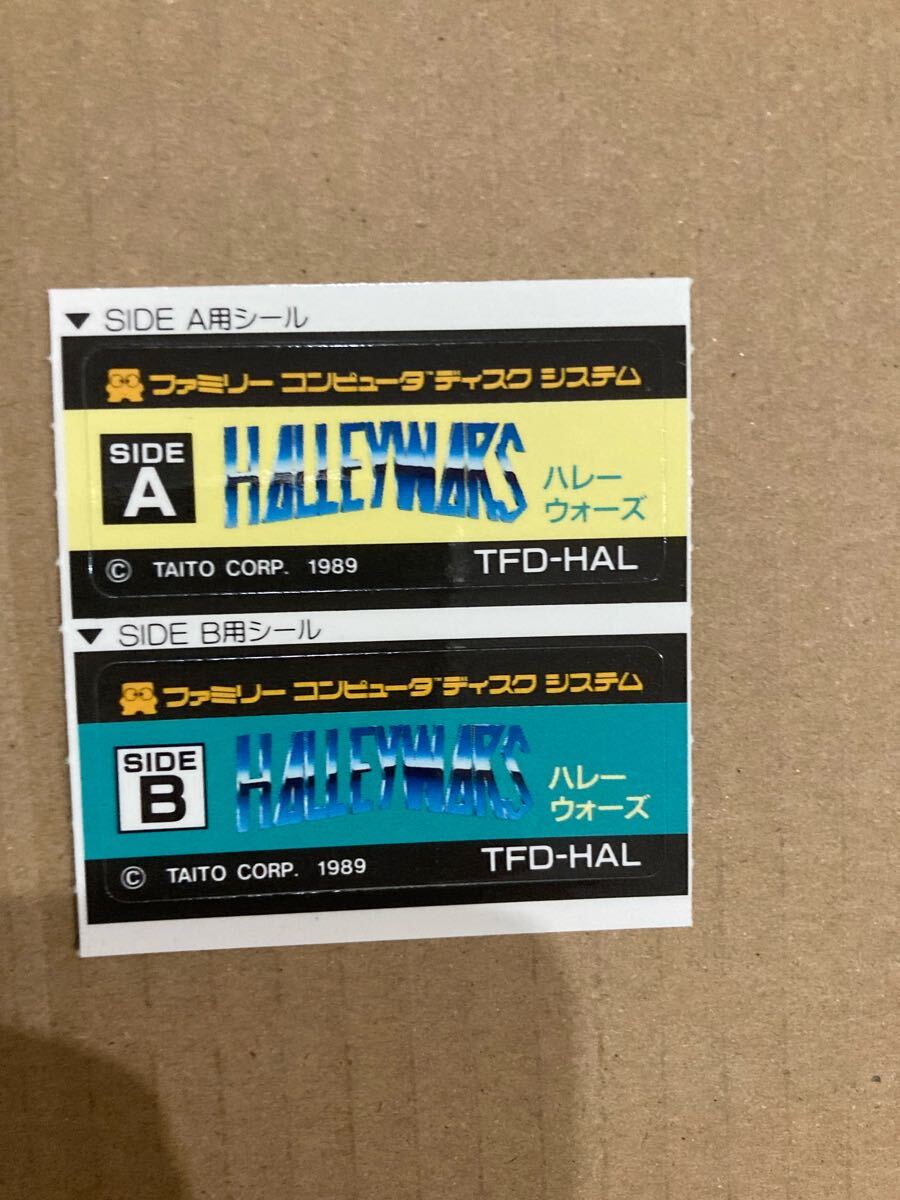 ▼ SIDE A用シール
ファミリー コンピュータ™ ディスク システム
SIDE A
HALLEYWARS
ハレー
ウォーズ
© TAITO CORP. 1989
TFD-HAL
▼ SIDE B用シール
ファミリー コンピュータ™ ディスク システム
SIDE B
HALLEYWARS
ハレー
ウォーズ
© TAITO CORP. 1989
TFD-HAL